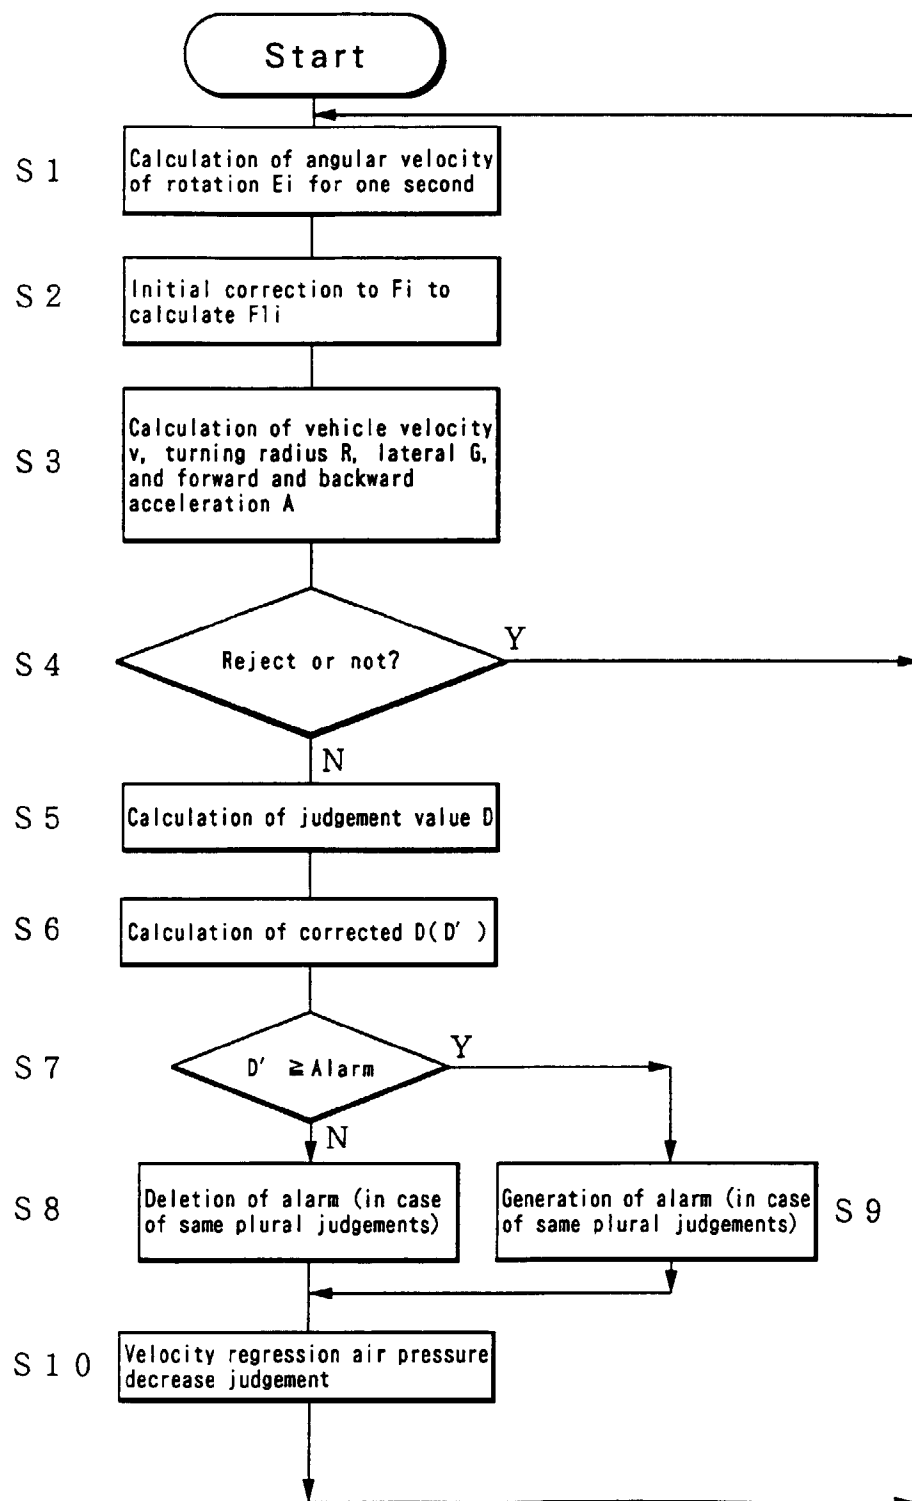 Start
S 1
Calculation of angular velocity
of rotation Ei for one second
S 2
Initial correction to Fi to
calculate F1i
S 3
Calculation of vehicle velocity
v, turning radius R, lateral G,
and forward and backward
acceleration A
S 4
Reject or not?
Y
N
S 5
Calculation of judgement value D
S 6
Calculation of corrected D(D′ )
S 7
D′ ≧Alarm
Y
N
S 8
Deletion of alarm (in case
of same plural judgements)
Generation of alarm (in case
of same plural judgements)
S 9
S 1 0
Velocity regression air pressure
decrease judgement